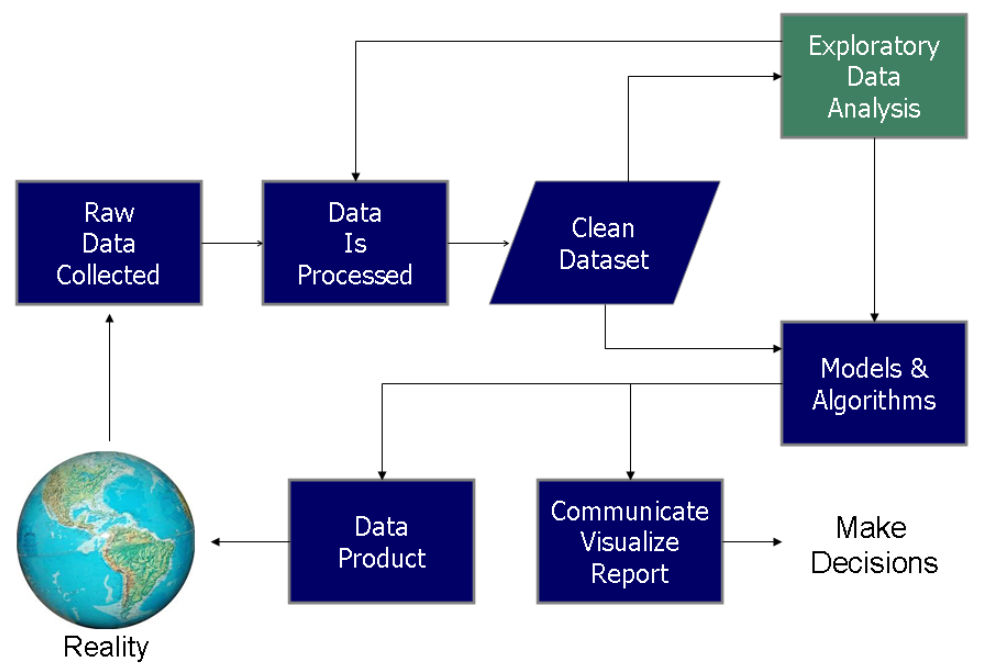 Exploratory
Data
Analysis
Raw
Data
Collected
Data
Is
Processed
Clean
Dataset
Models &
Algorithms
Data
Product
Communicate
Visualize
Report
Make
Decisions
Reality